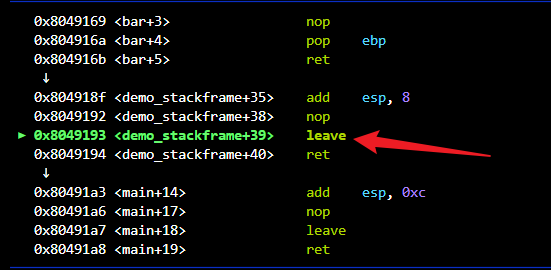 0x8049169 <bar+3> nop
0x804916a <bar+4> pop ebp
0x804916b <bar+5> ret
↓
0x804918f <demo_stackframe+35> add esp, 8
0x8049192 <demo_stackframe+38> nop
► 0x8049193 <demo_stackframe+39> leave
0x8049194 <demo_stackframe+40> ret
↓
0x80491a3 <main+14> add esp, 0xc
0x80491a6 <main+17> nop
0x80491a7 <main+18> leave
0x80491a8 <main+19> ret